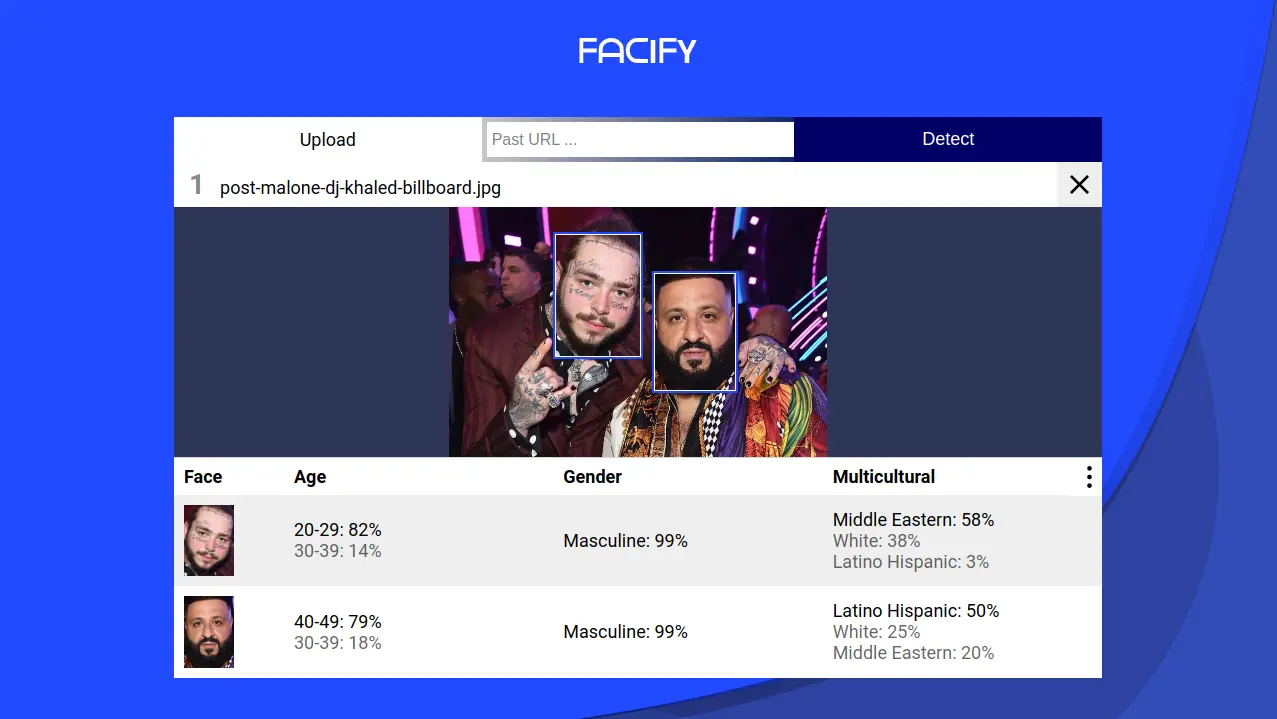 FACIFY
Upload
Past URL ...
Detect
1 post-malone-dj-khaled-billboard.jpg
Face Age Gender Multicultural
20-29: 82%
30-39: 14%
Masculine: 99%
Middle Eastern: 58%
White: 38%
Latino Hispanic: 3%
40-49: 79%
30-39: 18%
Masculine: 99%
Latino Hispanic: 50%
White: 25%
Middle Eastern: 20%